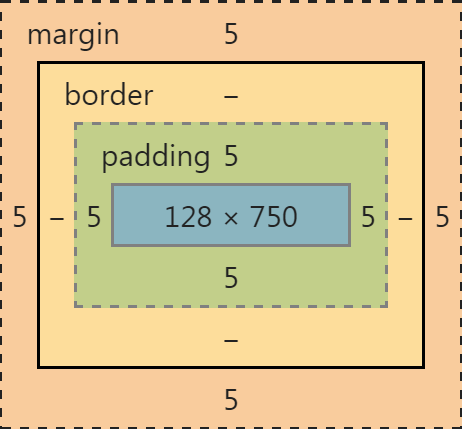 margin 5
border –
padding 5
5 – 5 128 × 750 5 – 5
5
–
5